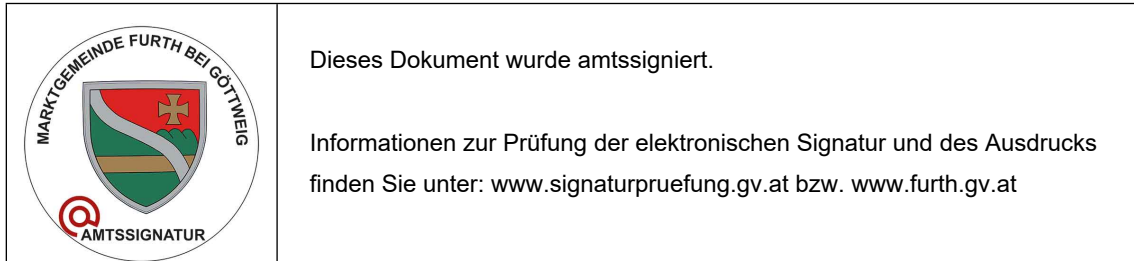 MARKTGEMEINDE FURTH BEI GÖTTWEIG
@
AMTSSIGNATUR
Dieses Dokument wurde amtssigniert.
Informationen zur Prüfung der elektronischen Signatur und des Ausdrucks
finden Sie unter: www.signaturpruefung.gv.at bzw. www.furth.gv.at